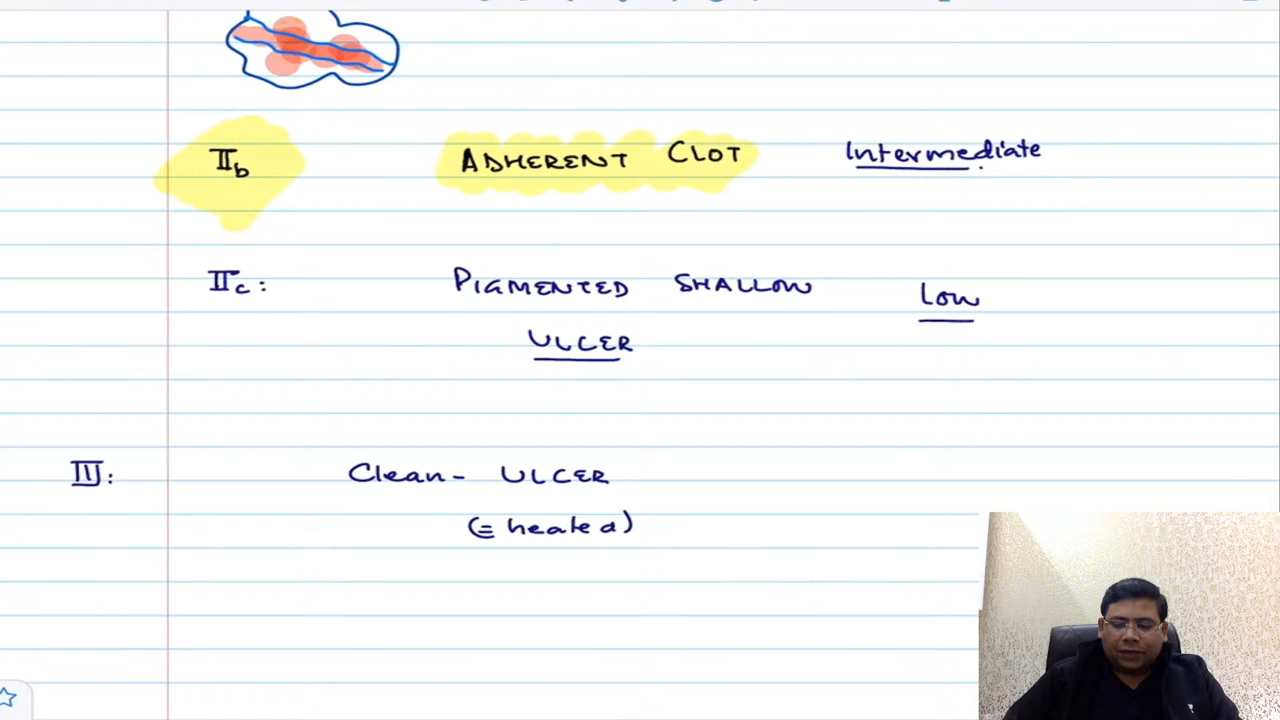 IIb ADHERENT CLOT Intermediate
IIc: PIGMENTED SHALLOW Low
ULCER
III: Clean - ULCER
(= healed)